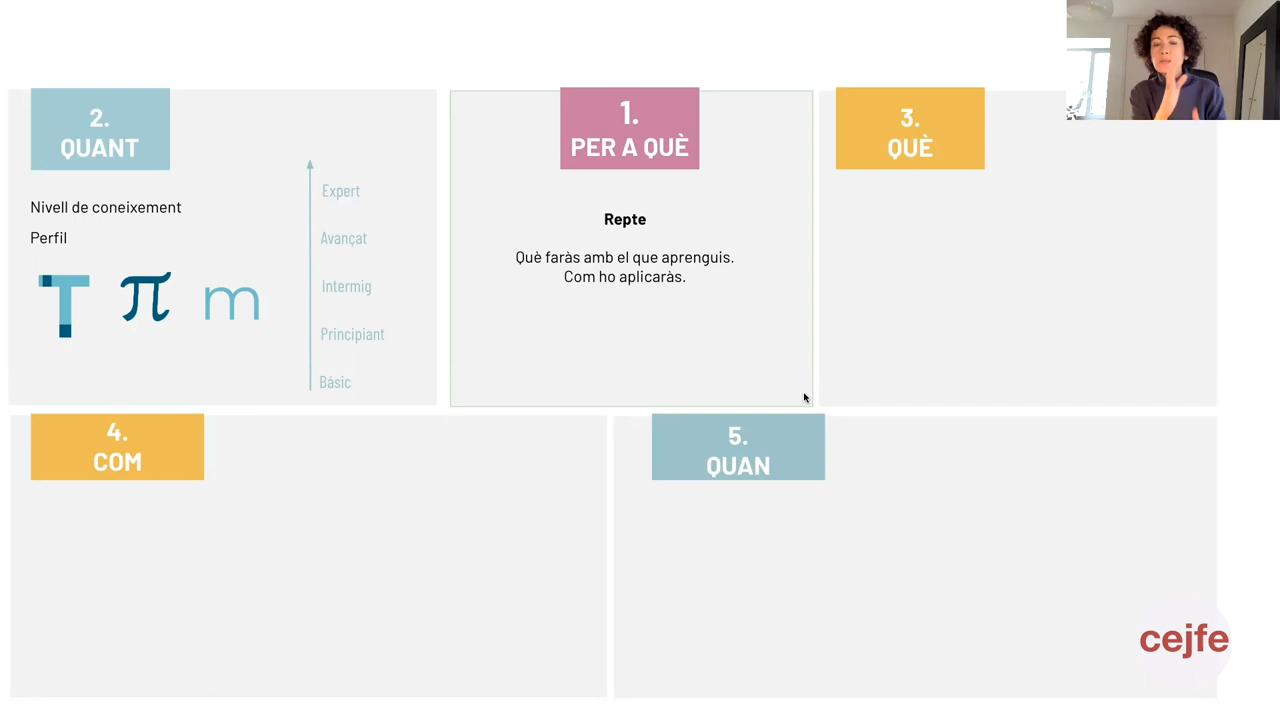 2.
QUANT
Nivell de coneixement
Perfil
T π m
Expert
Avançat
Intermig
Principiant
Básic
1.
PER A QUÈ
Repte
Què faràs amb el que aprenguis.
Com ho aplicaràs.
3.
QUÈ
4.
COM
5.
QUAN
cejfe